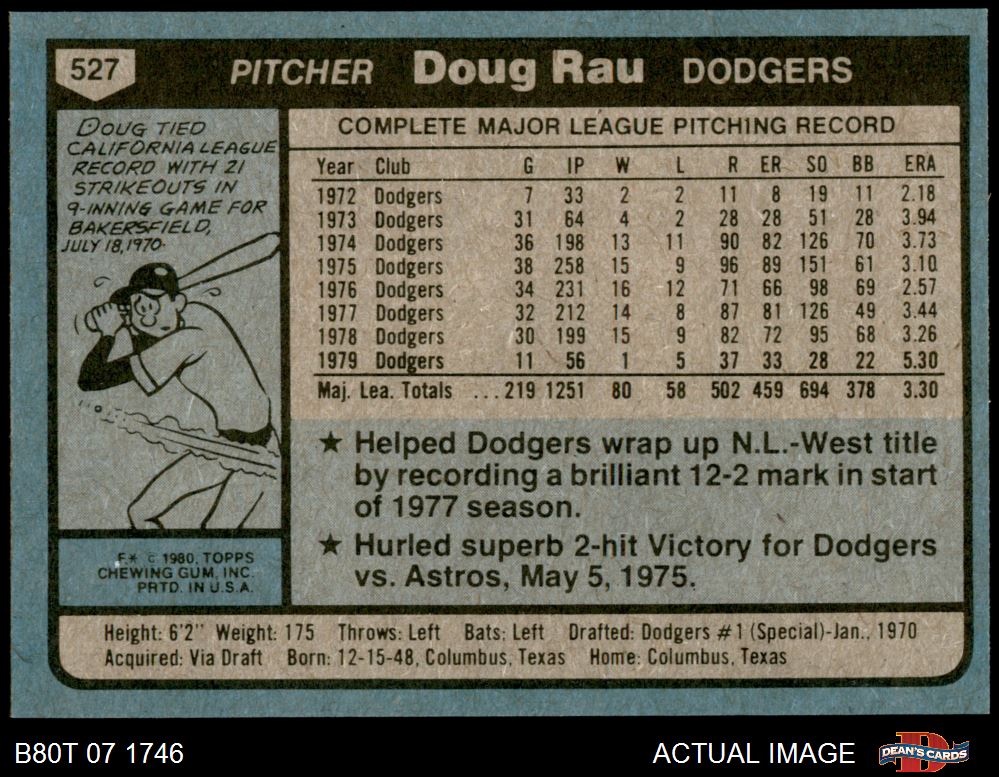 527 PITCHER Doug Rau DODGERS
DOUG TIED
CALIFORNIA LEAGUE
RECORD WITH 21
STRIKEOUTS IN
9-INNING GAME FOR
BAKERSFIELD,
JULY 18, 1970.
F* © 1980, TOPPS
CHEWING GUM, INC.
PRTD. IN U.S.A.
COMPLETE MAJOR LEAGUE PITCHING RECORD
Year Club G IP W L R ER SO BB ERA
1972 Dodgers 7 33 2 2 11 8 19 11 2.18
1973 Dodgers 31 64 4 2 28 28 51 28 3.94
1974 Dodgers 36 198 13 11 90 82 126 70 3.73
1975 Dodgers 38 258 15 9 96 89 151 61 3.10
1976 Dodgers 34 231 16 12 71 66 98 69 2.57
1977 Dodgers 32 212 14 8 87 81 126 49 3.44
1978 Dodgers 30 199 15 9 82 72 95 68 3.26
1979 Dodgers 11 56 1 5 37 33 28 22 5.30
Maj. Lea. Totals ...219 1251 80 58 502 459 694 378 3.30
★ Helped Dodgers wrap up N.L.-West title
by recording a brilliant 12-2 mark in start
of 1977 season.
★ Hurled superb 2-hit Victory for Dodgers
vs. Astros, May 5, 1975.
Height: 6'2" Weight: 175 Throws: Left Bats: Left Drafted: Dodgers #1 (Special)-Jan., 1970
Acquired: Via Draft Born: 12-15-48, Columbus, Texas Home: Columbus, Texas
B80T 07 1746 ACTUAL IMAGE DEAN'S CARDS